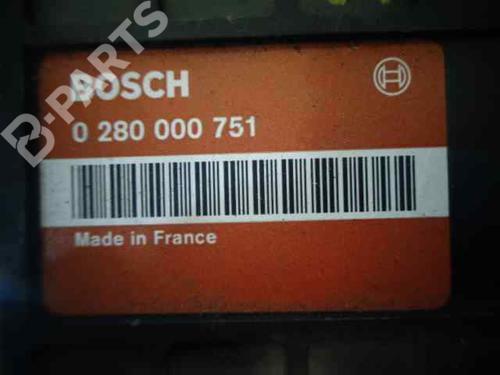 B-PARTS
BOSCH
0 280 000 751
Made in France